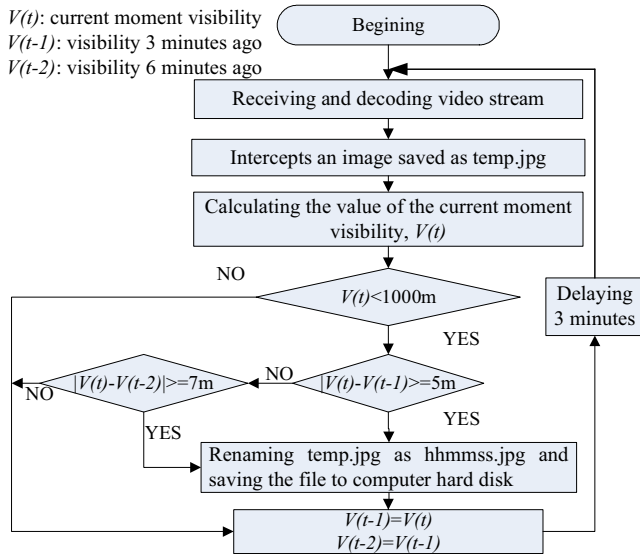 V(t): current moment visibility
V(t-1): visibility 3 minutes ago
V(t-2): visibility 6 minutes ago
Begining
Receiving and decoding video stream
Intercepts an image saved as temp.jpg
Calculating the value of the current moment
visibility, V(t)
NO
V(t)<1000m
Delaying
3 minutes
YES
|V(t)-V(t-2)|>=7m
NO
|V(t)-V(t-1)>=5m
NO
YES
YES
Renaming temp.jpg as hhmmss.jpg and
saving the file to computer hard disk
V(t-1)=V(t)
V(t-2)=V(t-1)